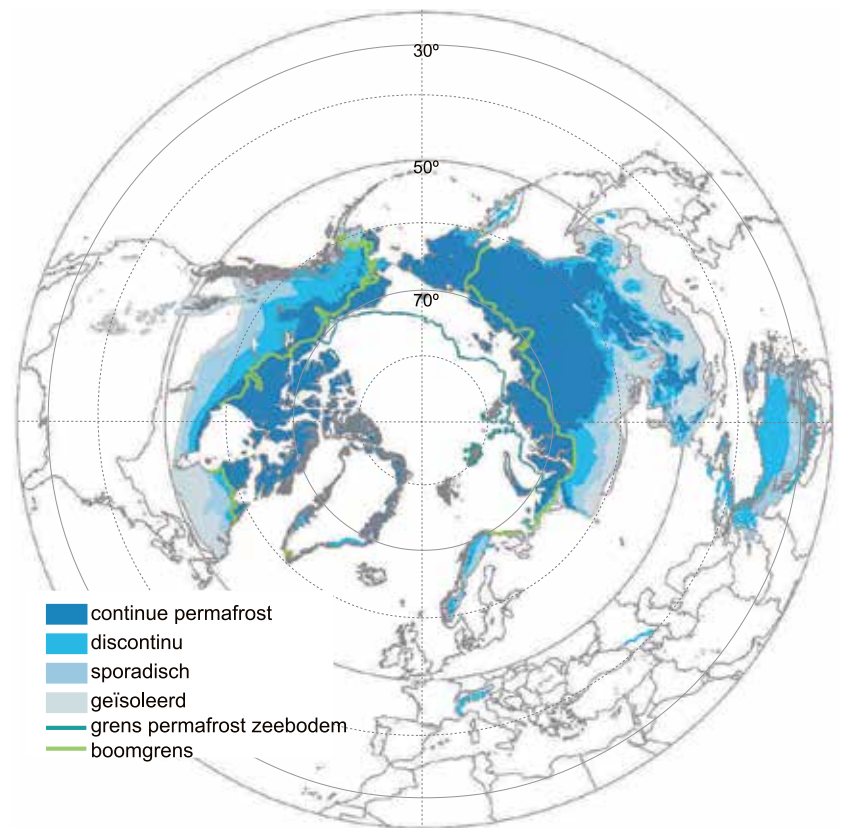 30º
50º
70º
continue permafrost
discontinu
sporadisch
geïsoleerd
grens permafrost zeebodem
boomgrens